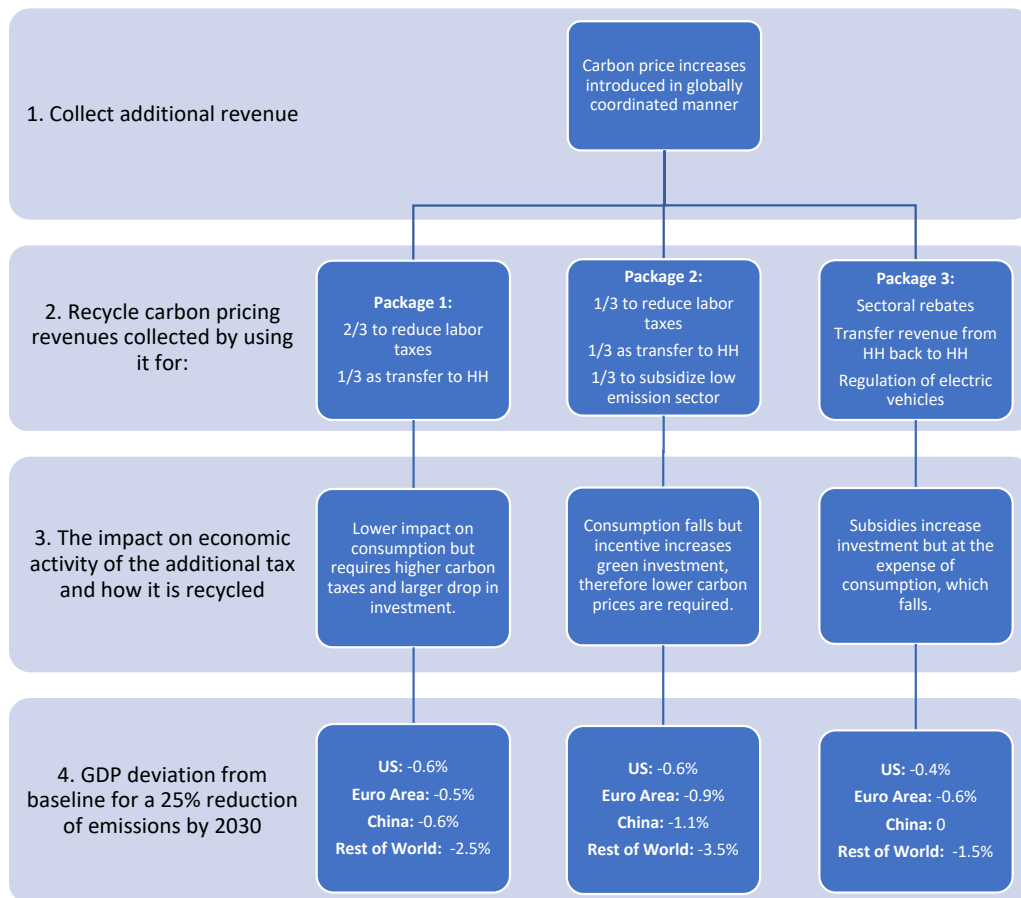 Carbon price increases
introduced in globally
coordinated manner
1. Collect additional revenue
2. Recycle carbon pricing
revenues collected by using
it for:
Package 1:
2/3 to reduce labor
taxes
1/3 as transfer to HH
Package 2:
1/3 to reduce labor
taxes
1/3 as transfer to HH
1/3 to subsidize low
emission sector
Package 3:
Sectoral rebates
Transfer revenue from
HH back to HH
Regulation of electric
vehicles
3. The impact on economic
activity of the additional tax
and how it is recycled
Lower impact on
consumption but
requires higher carbon
taxes and larger drop in
investment.
Consumption falls but
incentive increases
green investment,
therefore lower carbon
prices are required.
Subsidies increase
investment but at the
expense of
consumption, which
falls.
4. GDP deviation from
baseline for a 25% reduction
of emissions by 2030
US: -0.6%
Euro Area: -0.5%
China: -0.6%
Rest of World: -2.5%
US: -0.6%
Euro Area: -0.9%
China: -1.1%
Rest of World: -3.5%
US: -0.4%
Euro Area: -0.6%
China: 0
Rest of World: -1.5%